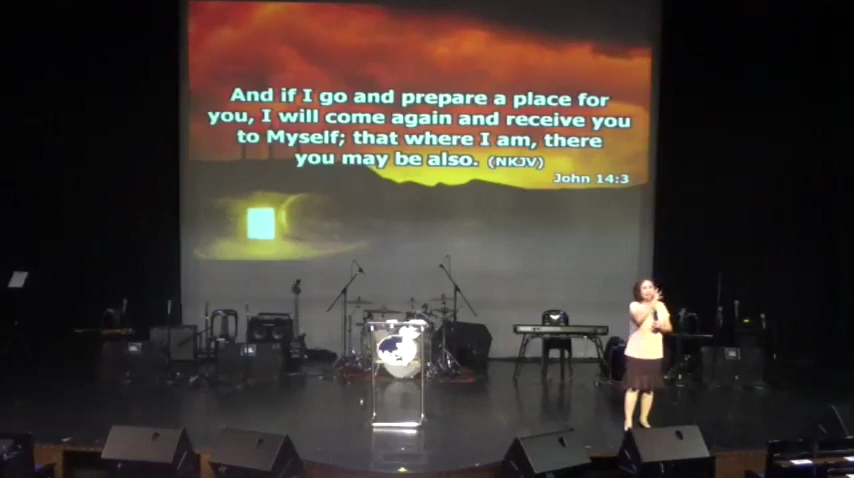 And if I go and prepare a place for
you, I will come again and receive you
to Myself; that where I am, there
you may be also. (NKJV)
John 14:3